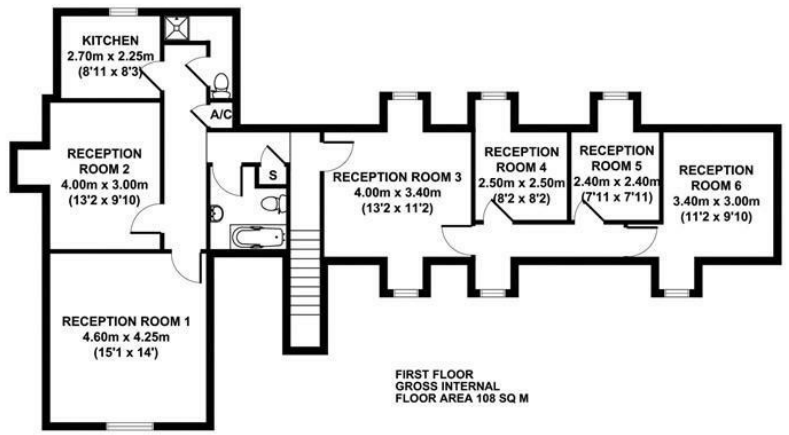 KITCHEN
2.70m x 2.25m
(8'11 x 8'3)
A/C
RECEPTION
ROOM 2
4.00m x 3.00m
(13'2 x 9'10)
S
RECEPTION ROOM 3
4.00m x 3.40m
(13'2 x 11'2)
RECEPTION
ROOM 4
2.50m x 2.50m
(8'2 x 8'2)
RECEPTION
ROOM 5
2.40m x 2.40m
(7'11 x 7'11)
RECEPTION
ROOM 6
3.40m x 3.00m
(11'2 x 9'10)
RECEPTION ROOM 1
4.60m x 4.25m
(15'1 x 14')
FIRST FLOOR
GROSS INTERNAL
FLOOR AREA 108 SQ M